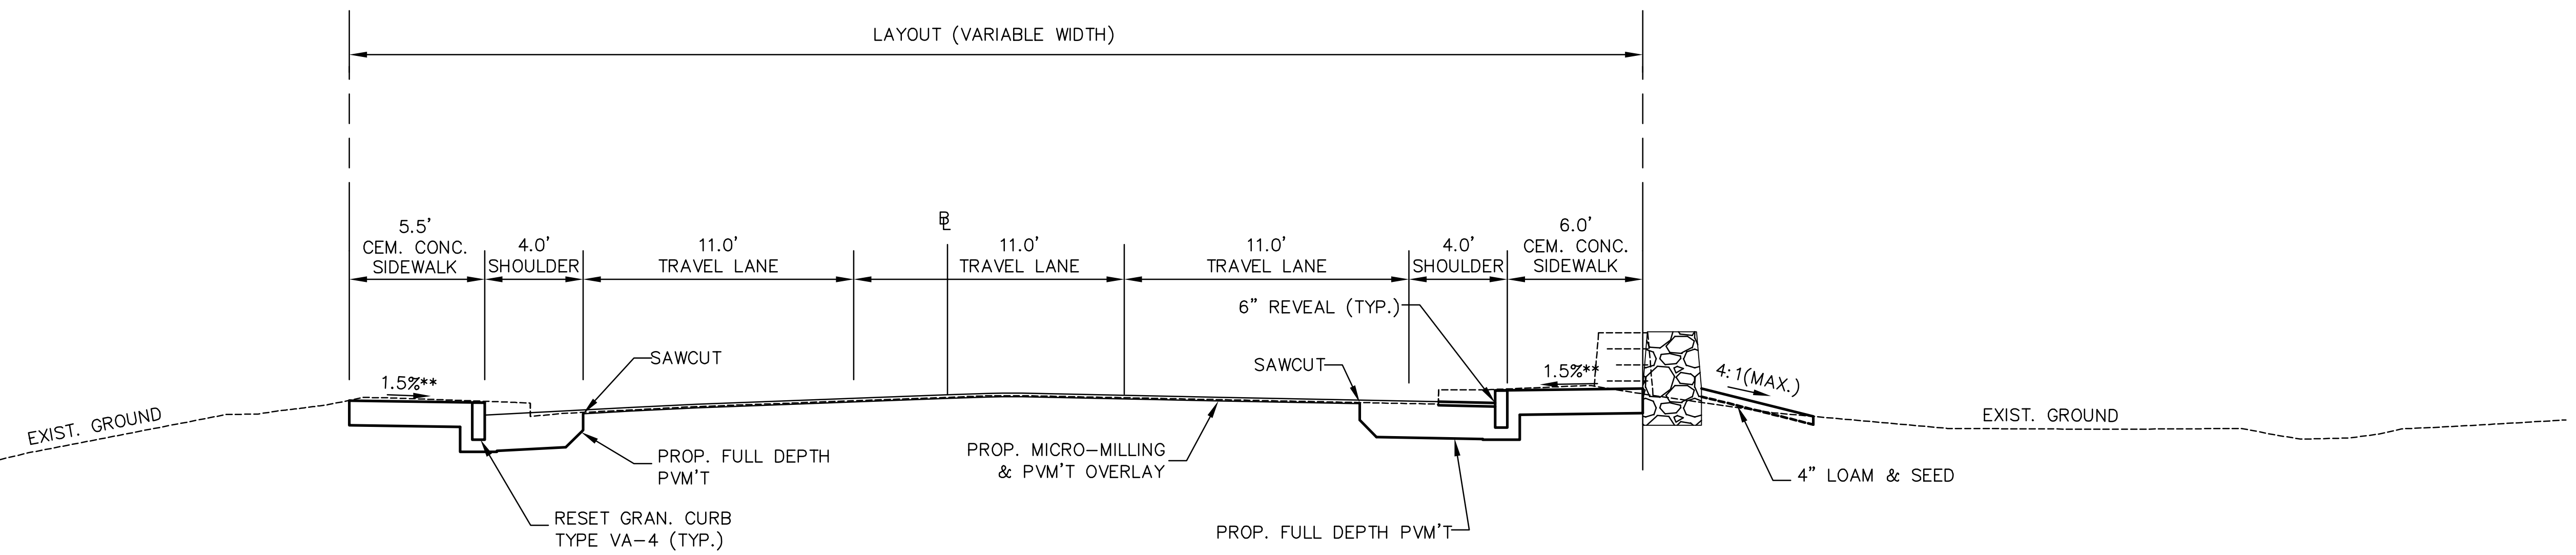 LAYOUT (VARIABLE WIDTH)
5.5'
CEM. CONC.
SIDEWALK
4.0'
SHOULDER
11.0'
TRAVEL LANE
BL
11.0'
TRAVEL LANE
11.0'
TRAVEL LANE
4.0'
SHOULDER
6.0'
CEM. CONC.
SIDEWALK
6" REVEAL (TYP.)
SAWCUT
SAWCUT
1.5%**
1.5%**
4:1(MAX.)
EXIST. GROUND
EXIST. GROUND
PROP. FULL DEPTH
PVM'T
PROP. MICRO-MILLING
& PVM'T OVERLAY
4" LOAM & SEED
RESET GRAN. CURB
TYPE VA-4 (TYP.)
PROP. FULL DEPTH PVM'T